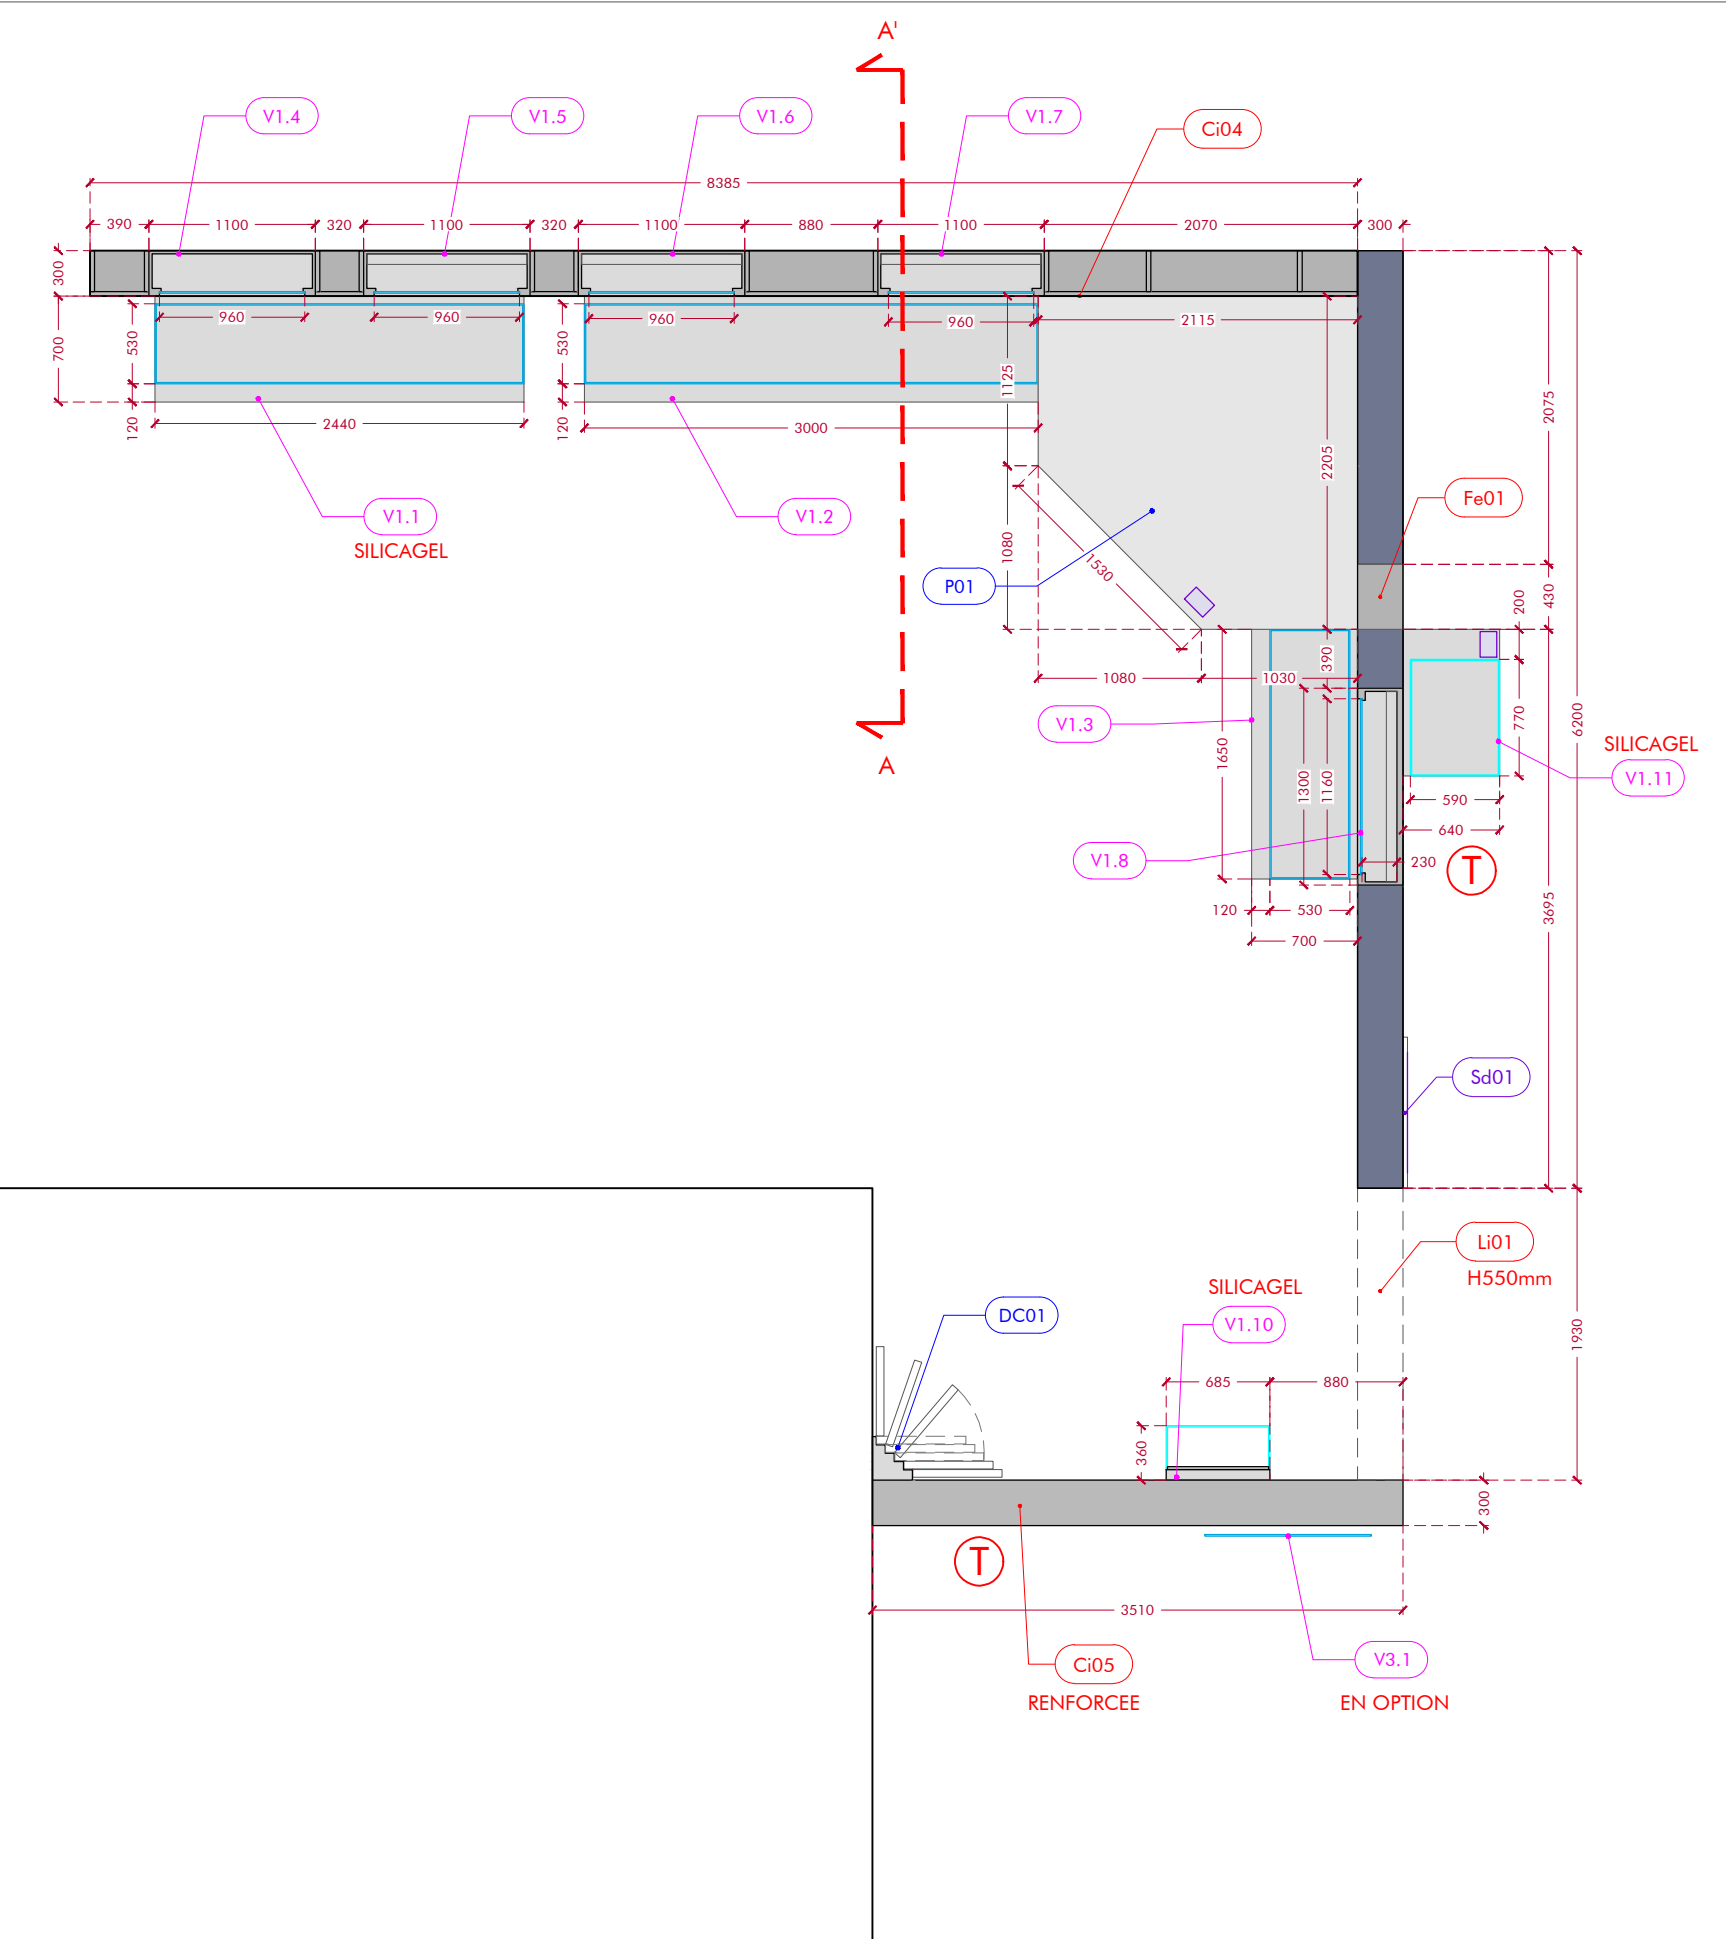 A'
V1.4
V1.5
V1.6
V1.7
Ci04
8385
390
1100
320
1100
320
1100
880
1100
2070
300
300
700
530
120
960
960
530
120
960
960
2115
2440
3000
1125
1080
2205
2075
V1.1
SILICAGEL
V1.2
Fe01
P01
1530
1080
1030
390
200
430
6200
V1.3
A
1650
1300
1160
770
SILICAGEL
V1.11
590
640
V1.8
230
T
120
530
700
3695
Sd01
Li01
H550mm
SILICAGEL
V1.10
DC01
1930
685
880
360
300
T
3510
Ci05
RENFORCEE
V3.1
EN OPTION